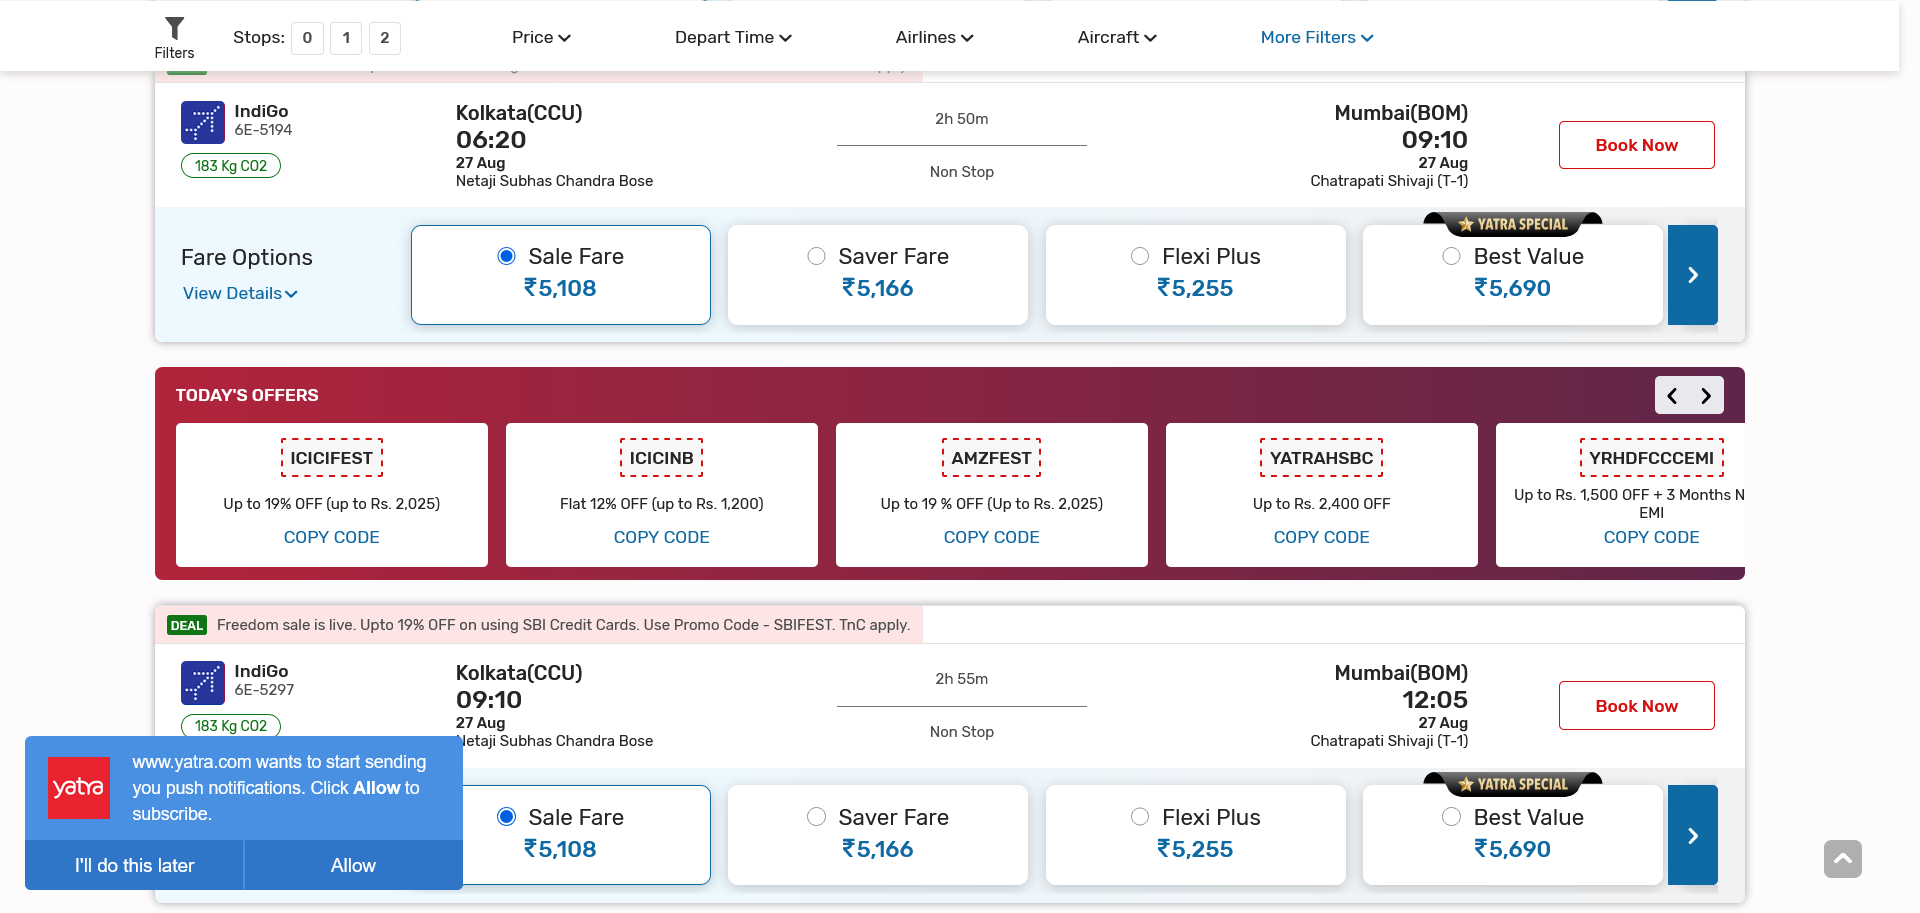 Filters
Stops: 0 1 2
Price
Depart Time
Airlines
Aircraft
More Filters
IndiGo
6E-5194
183 Kg CO2
Kolkata(CCU)
06:20
27 Aug
Netaji Subhas Chandra Bose
2h 50m
Non Stop
Mumbai(BOM)
09:10
27 Aug
Chatrapati Shivaji (T-1)
Book Now
Fare Options
View Details
Sale Fare
₹5,108
Saver Fare
₹5,166
Flexi Plus
₹5,255
YATRA SPECIAL
Best Value
₹5,690
TODAY'S OFFERS
ICICIFEST
Up to 19% OFF (up to Rs. 2,025)
COPY CODE
ICICINB
Flat 12% OFF (up to Rs. 1,200)
COPY CODE
AMZFEST
Up to 19 % OFF (Up to Rs. 2,025)
COPY CODE
YATRAHSBC
Up to Rs. 2,400 OFF
COPY CODE
YRHDFCCCEMI
Up to Rs. 1,500 OFF + 3 Months N
EMI
COPY CODE
DEAL Freedom sale is live. Upto 19% OFF on using SBI Credit Cards. Use Promo Code - SBIFEST. TnC apply.
IndiGo
6E-5297
183 Kg CO2
Kolkata(CCU)
09:10
27 Aug
Netaji Subhas Chandra Bose
2h 55m
Non Stop
Mumbai(BOM)
12:05
27 Aug
Chatrapati Shivaji (T-1)
Book Now
Sale Fare
₹5,108
Saver Fare
₹5,166
Flexi Plus
₹5,255
YATRA SPECIAL
Best Value
₹5,690
yatra
www.yatra.com wants to start sending
you push notifications. Click Allow to
subscribe.
I'll do this later
Allow